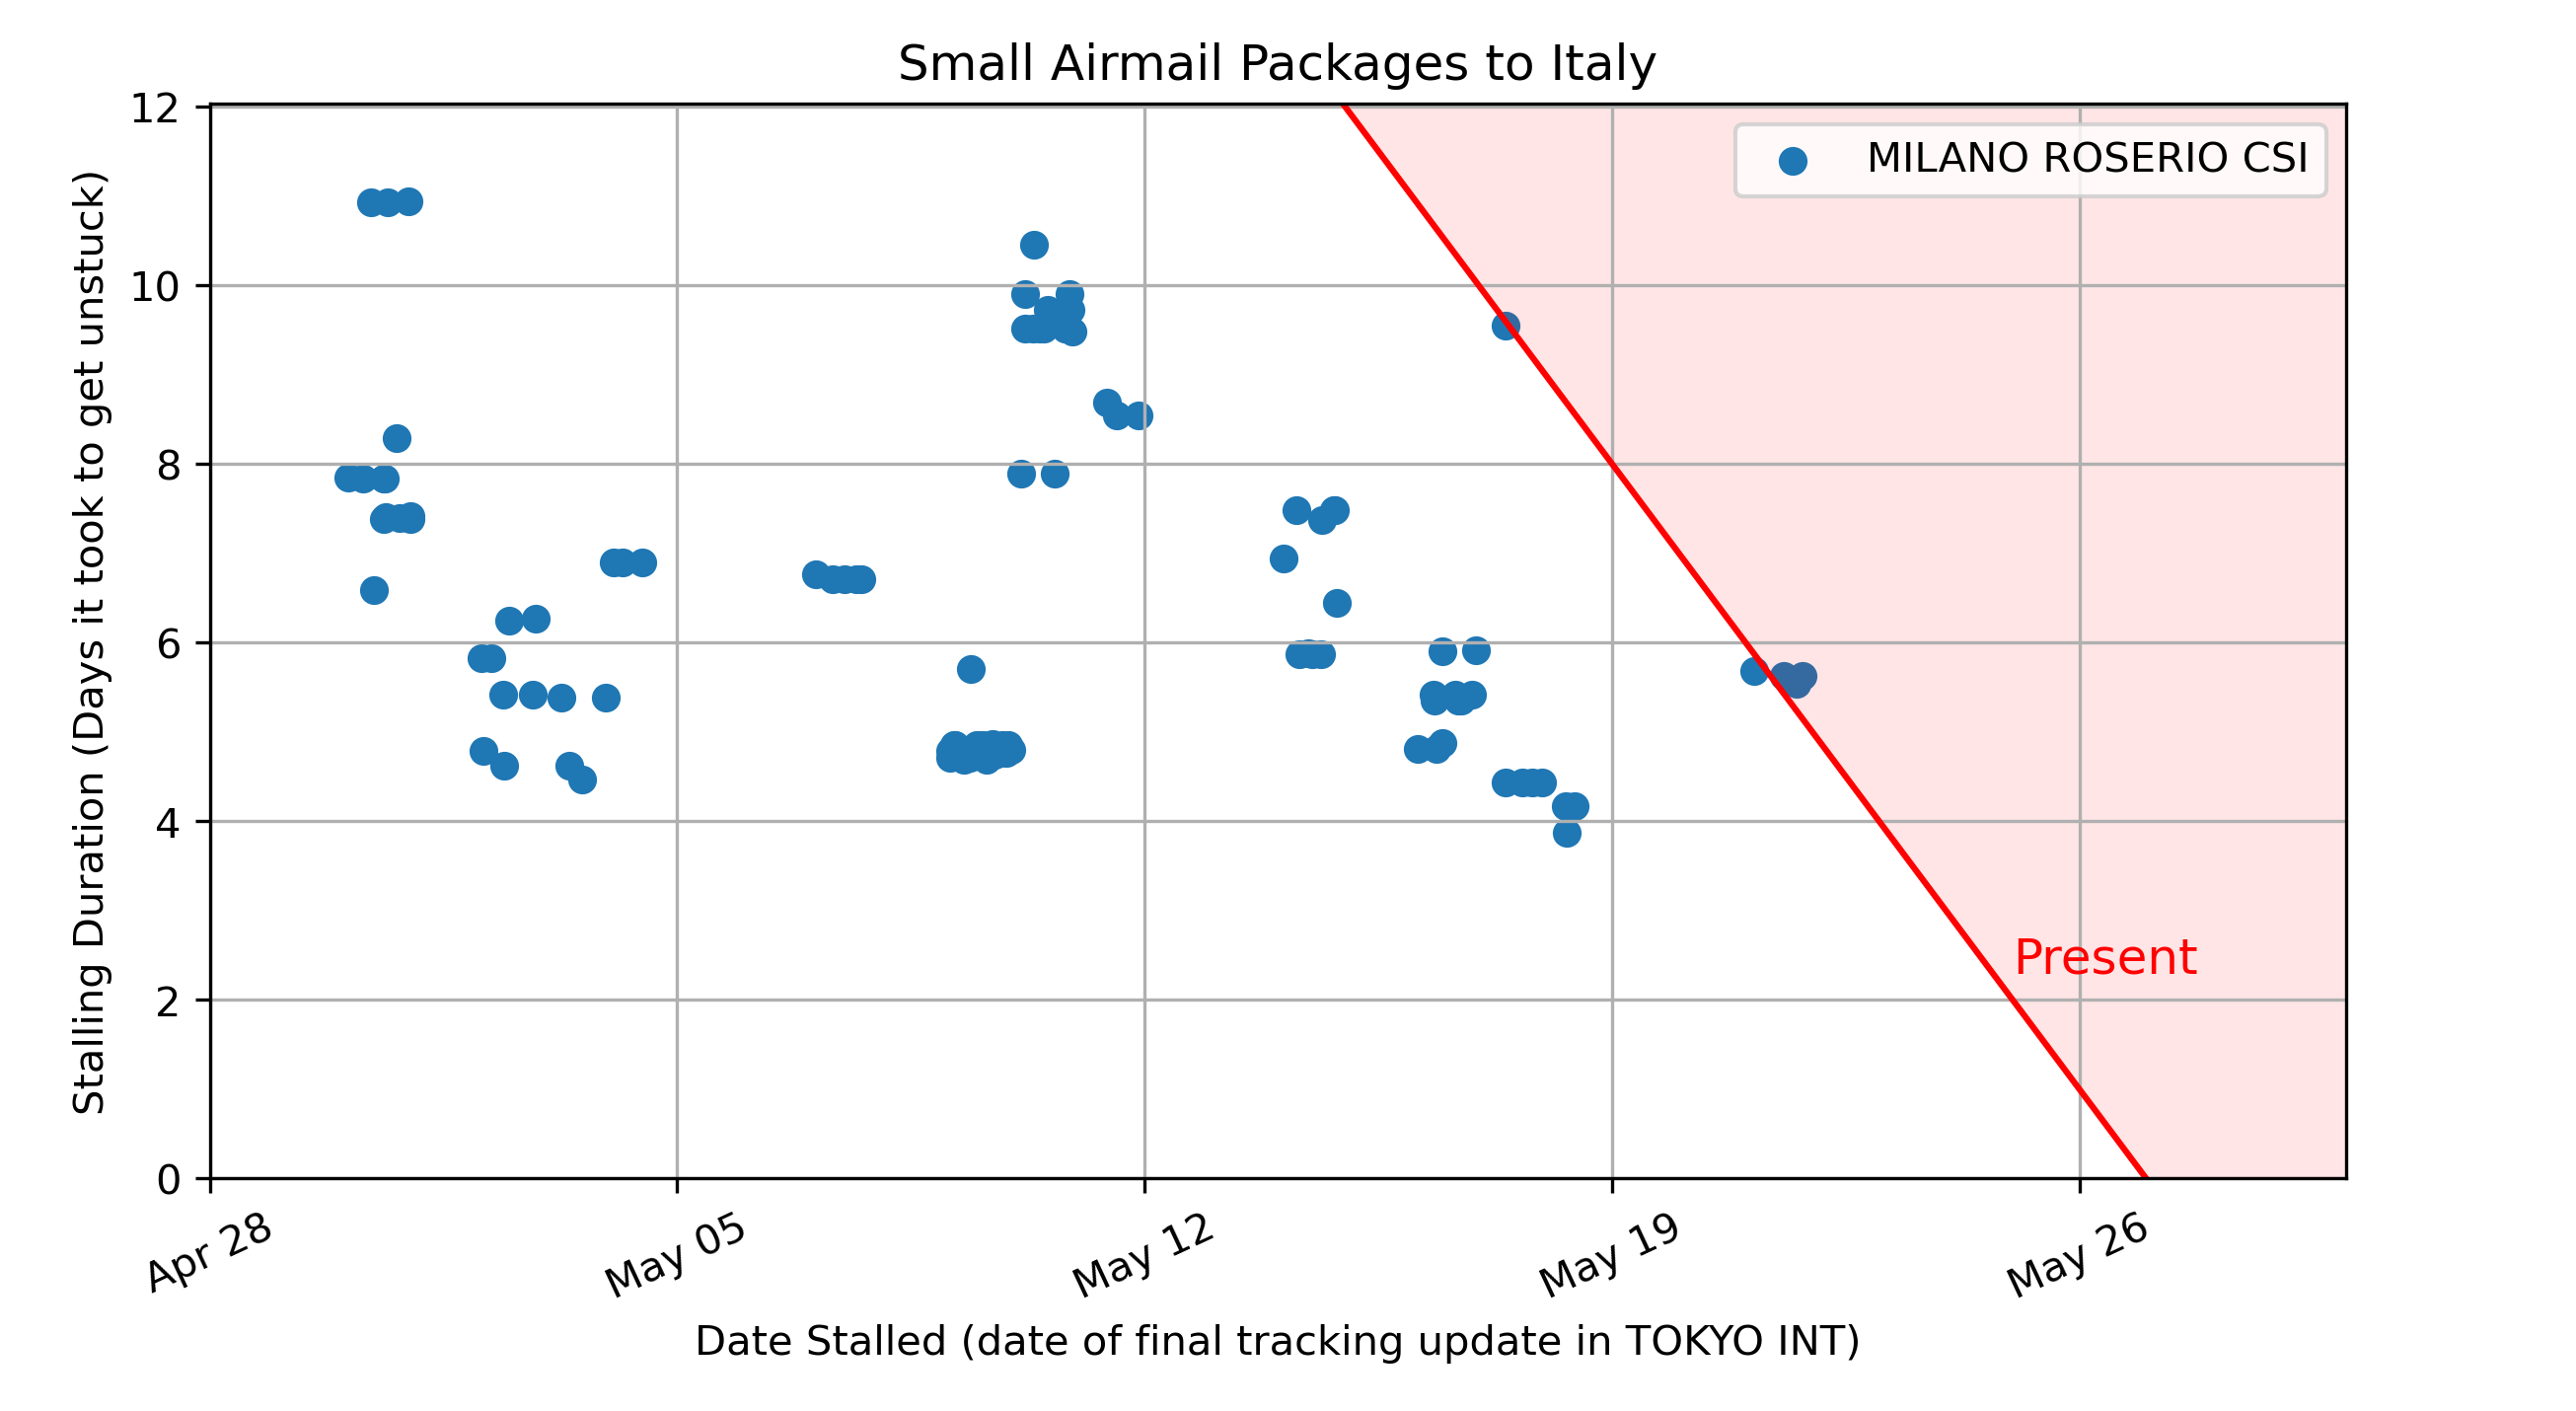 Small Airmail Packages to Italy
MILANO ROSERIO CSI
12
10
8
6
4
2
0
Stalling Duration (Days it took to get unstuck)
Present
Apr 28
May 05
May 12
May 19
May 26
Date Stalled (date of final tracking update in TOKYO INT)